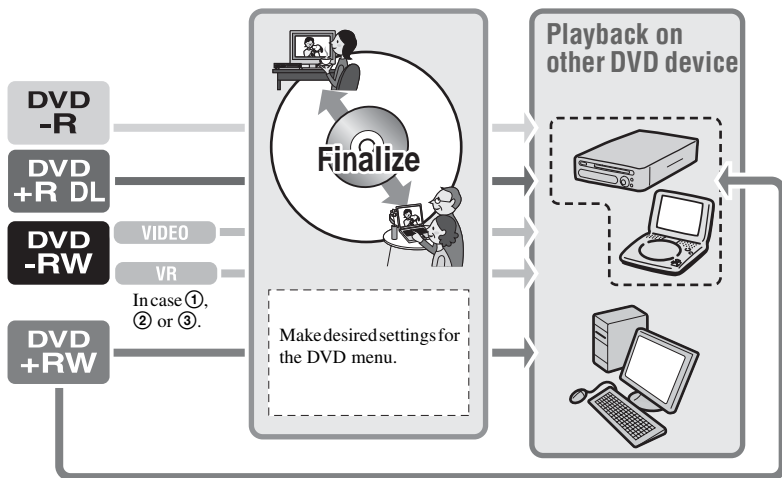 DVD
-R
DVD
+R DL
DVD
-RW
VIDEO
VR
In case ①,
② or ③.
DVD
+RW
Finalize
Make desired settings for
the DVD menu.
Playback on
other DVD device